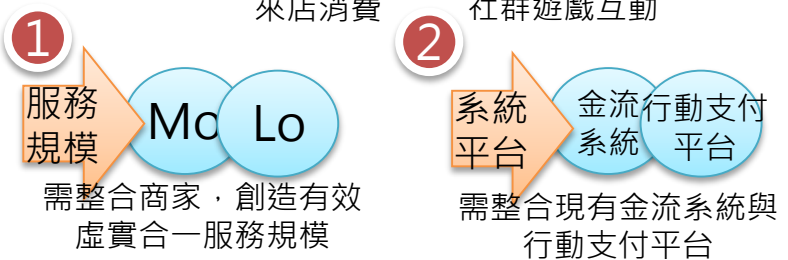 來店消費
社群遊戲互動
1
服務
規模
Mo
Lo
需整合商家，創造有效
虛實合一服務規模
2
系統
平台
金流
系統
行動支付
平台
需整合現有金流系統與
行動支付平台